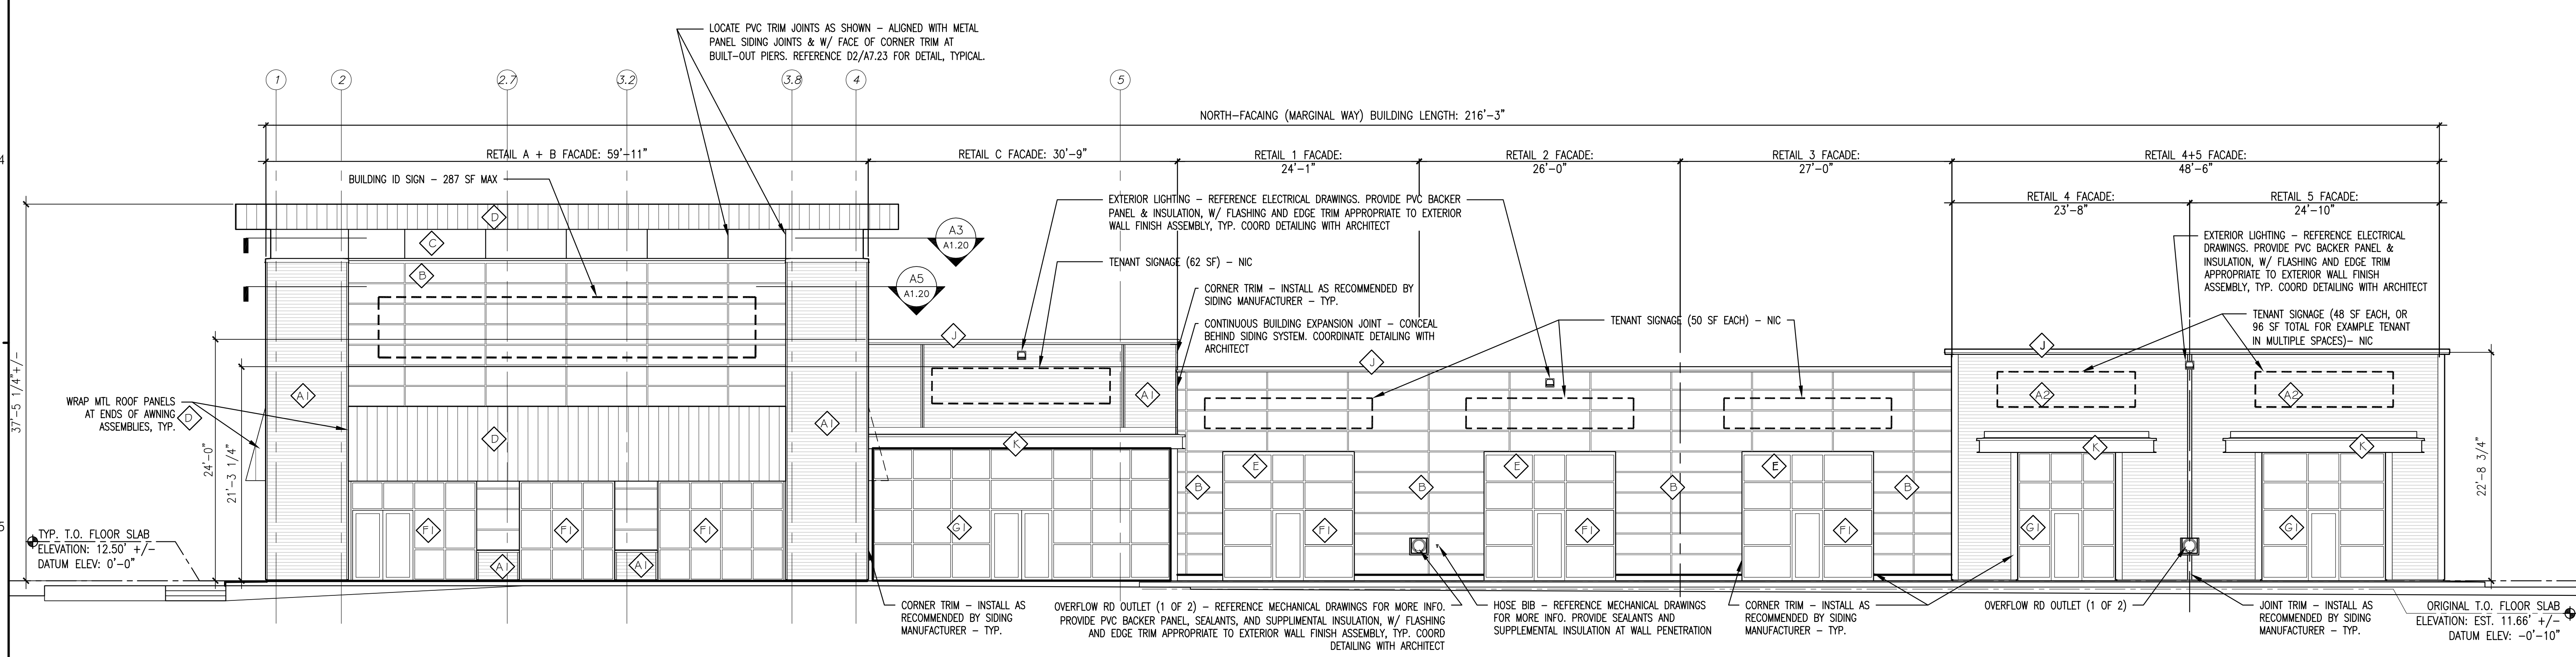 LOCATE PVC TRIM JOINTS AS SHOWN – ALIGNED WITH METAL
PANEL SIDING JOINTS & W/ FACE OF CORNER TRIM AT
BUILT–OUT PIERS. REFERENCE D2/A7.23 FOR DETAIL, TYPICAL.
1
2
2.7
3.2
3.8
4
5
NORTH–FACAING (MARGINAL WAY) BUILDING LENGTH: 216'–3"
4
RETAIL A + B FACADE: 59'–11"
RETAIL C FACADE: 30'–9"
RETAIL 1 FACADE:
24'–1"
RETAIL 2 FACADE:
26'–0"
RETAIL 3 FACADE:
27'–0"
RETAIL 4+5 FACADE:
48'–6"
RETAIL 4 FACADE:
23'–8"
RETAIL 5 FACADE:
24'–10"
BUILDING ID SIGN – 287 SF MAX
EXTERIOR LIGHTING – REFERENCE ELECTRICAL DRAWINGS. PROVIDE PVC BACKER
PANEL & INSULATION, W/ FLASHING AND EDGE TRIM APPROPRIATE TO EXTERIOR
WALL FINISH ASSEMBLY, TYP. COORD DETAILING WITH ARCHITECT
EXTERIOR LIGHTING – REFERENCE ELECTRICAL
DRAWINGS. PROVIDE PVC BACKER PANEL &
INSULATION, W/ FLASHING AND EDGE TRIM
APPROPRIATE TO EXTERIOR WALL FINISH
ASSEMBLY, TYP. COORD DETAILING WITH ARCHITECT
D
C
B
A3
A1.20
A5
A1.20
TENANT SIGNAGE (62 SF) – NIC
CORNER TRIM – INSTALL AS RECOMMENDED BY
SIDING MANUFACTURER – TYP.
CONTINUOUS BUILDING EXPANSION JOINT – CONCEAL
BEHIND SIDING SYSTEM. COORDINATE DETAILING WITH
ARCHITECT
TENANT SIGNAGE (50 SF EACH) – NIC
TENANT SIGNAGE (48 SF EACH, OR
96 SF TOTAL FOR EXAMPLE TENANT
IN MULTIPLE SPACES)– NIC
J
J
J
37'–5 1/4"+/–
24'–0"
21'–3 1/4"
22'–8 3/4"
WRAP MTL ROOF PANELS
AT ENDS OF AWNING
ASSEMBLIES, TYP.
D
A1
A1
A1
A2
A2
D
K
K
K
E
E
E
B
B
B
B
F1
F1
F1
G1
F1
F1
F1
G1
G1
A1
A1
5
TYP. T.O. FLOOR SLAB
ELEVATION: 12.50' +/–
DATUM ELEV: 0'–0"
CORNER TRIM – INSTALL AS
RECOMMENDED BY SIDING
MANUFACTURER – TYP.
OVERFLOW RD OUTLET (1 OF 2) – REFERENCE MECHANICAL DRAWINGS FOR MORE INFO.
PROVIDE PVC BACKER PANEL, SEALANTS, AND SUPPLIMENTAL INSULATION, W/ FLASHING
AND EDGE TRIM APPROPRIATE TO EXTERIOR WALL FINISH ASSEMBLY, TYP. COORD
DETAILING WITH ARCHITECT
HOSE BIB – REFERENCE MECHANICAL DRAWINGS
FOR MORE INFO. PROVIDE SEALANTS AND
SUPPLEMENTAL INSULATION AT WALL PENETRATION
CORNER TRIM – INSTALL AS
RECOMMENDED BY SIDING
MANUFACTURER – TYP.
OVERFLOW RD OUTLET (1 OF 2)
JOINT TRIM – INSTALL AS
RECOMMENDED BY SIDING
MANUFACTURER – TYP.
ORIGINAL T.O. FLOOR SLAB
ELEVATION: EST. 11.66' +/–
DATUM ELEV: –0'–10"